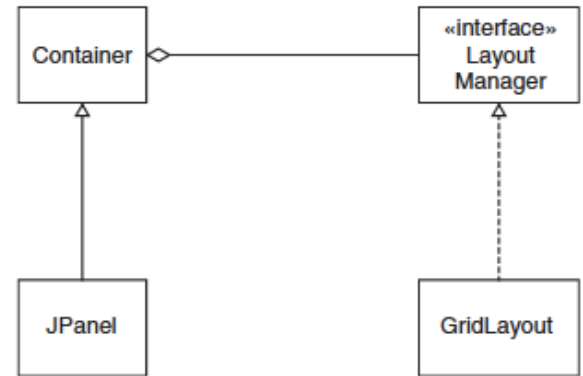 Container
«interface»
Layout
Manager
JPanel
GridLayout